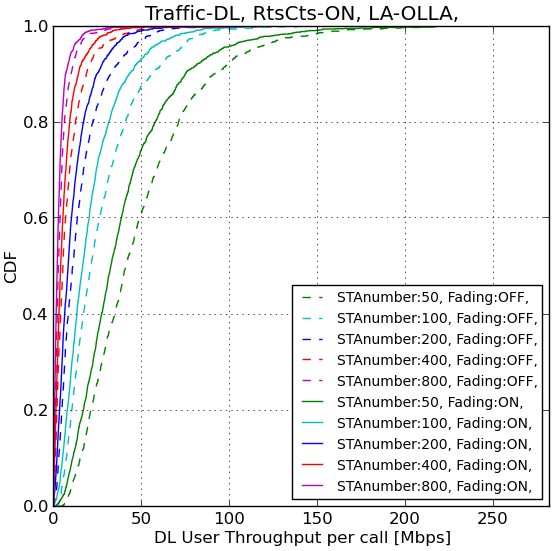 Traffic-DL, RtsCts-ON, LA-OLLA,
1.0
0.8
0.6
0.4
0.2
0.0
CDF
STAnumber:50, Fading:OFF,
STAnumber:100, Fading:OFF,
STAnumber:200, Fading:OFF,
STAnumber:400, Fading:OFF,
STAnumber:800, Fading:OFF,
STAnumber:50, Fading:ON,
STAnumber:100, Fading:ON,
STAnumber:200, Fading:ON,
STAnumber:400, Fading:ON,
STAnumber:800, Fading:ON,
0 50 100 150 200 250
DL User Throughput per call [Mbps]